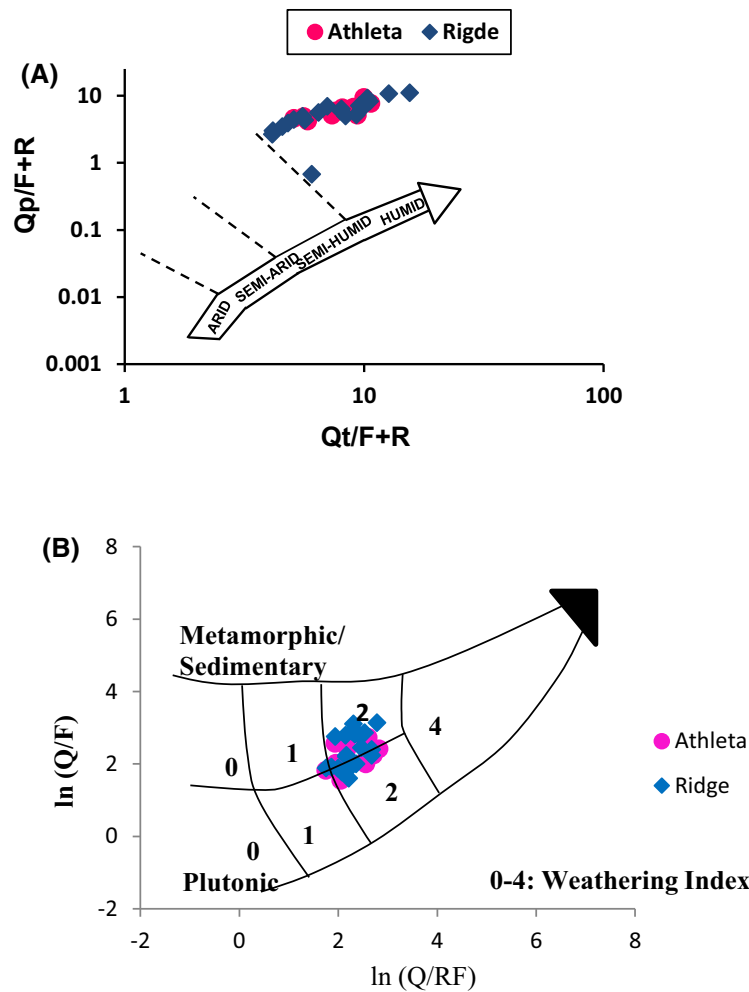 Athleta Rigde
(A)
10
1
0.1
0.01
0.001
Qp/F+R
ARID SEMI-ARID SEMI-HUMID HUMID
1 10 100
Qt/F+R
(B)
8
6
4
2
0
-2
ln (Q/F)
Metamorphic/
Sedimentary
2
4
1
0
2
1
0
Plutonic
Athleta
Ridge
0-4: Weathering Index
-2 0 2 4 6 8
ln (Q/RF)